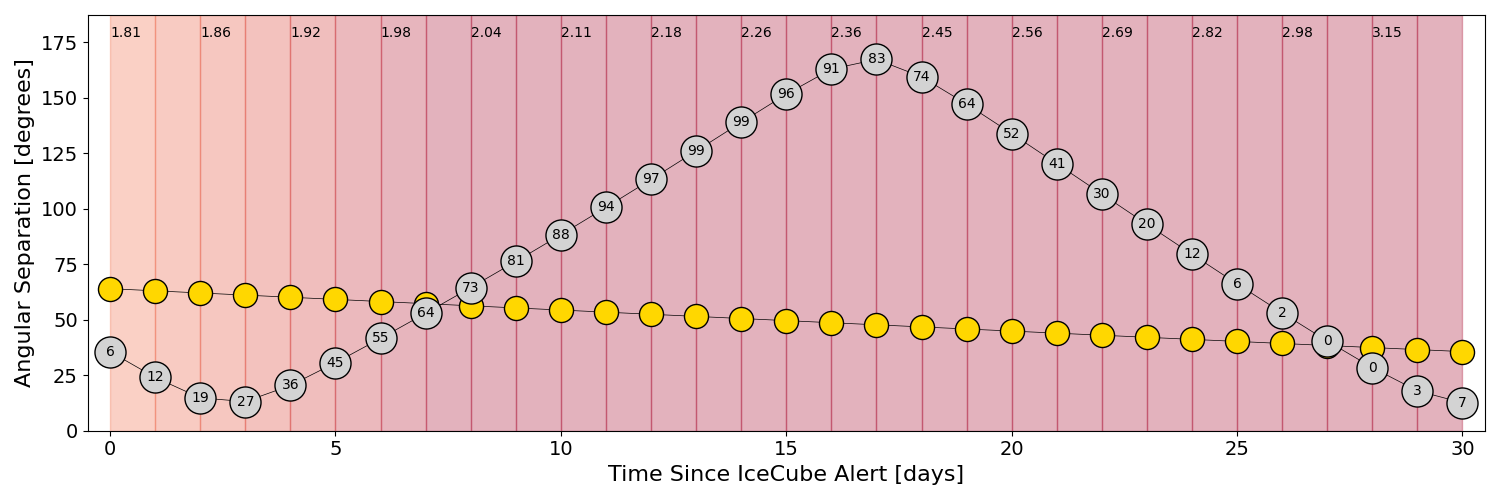 1.81 1.86 1.92 1.98 2.04 2.11 2.18 2.26 2.36 2.45 2.56 2.69 2.82 2.98 3.15
175
150
125
100
75
50
25
0
Angular Separation [degrees]
6 12 19 27 36 45 55 64 73 81 88 94 97 99 99 96 91 83 74 64 52 41 30 20 12 6 2 0 0 3 7
0 5 10 15 20 25 30
Time Since IceCube Alert [days]